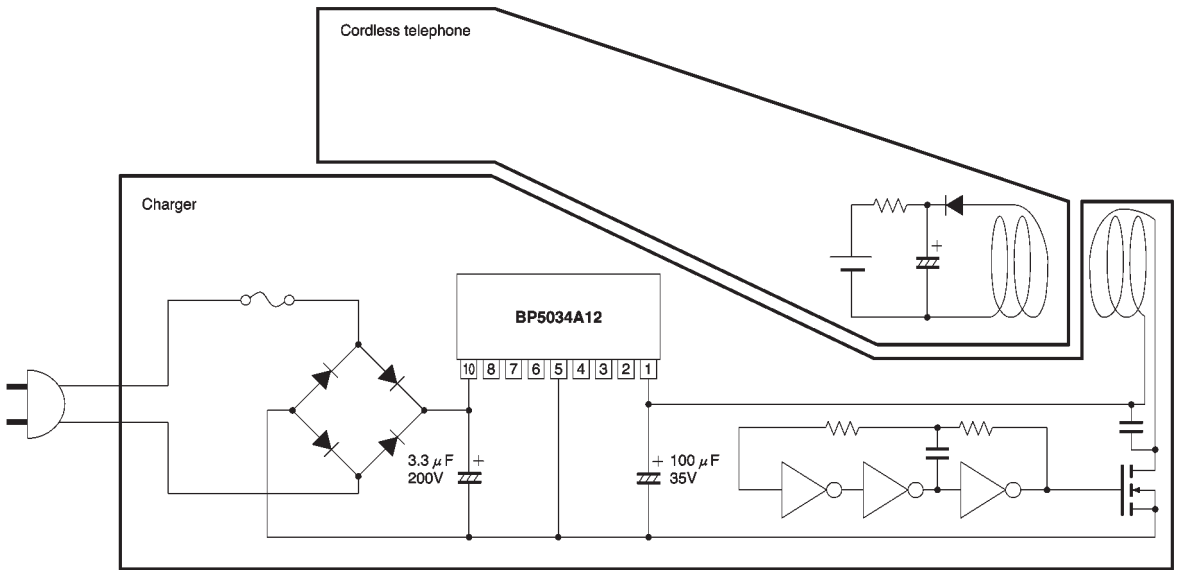 Cordless telephone
Charger
BP5034A12
10 8 7 6 5 4 3 2 1
+
+
3.3 μF
200V
+
100 μF
35V